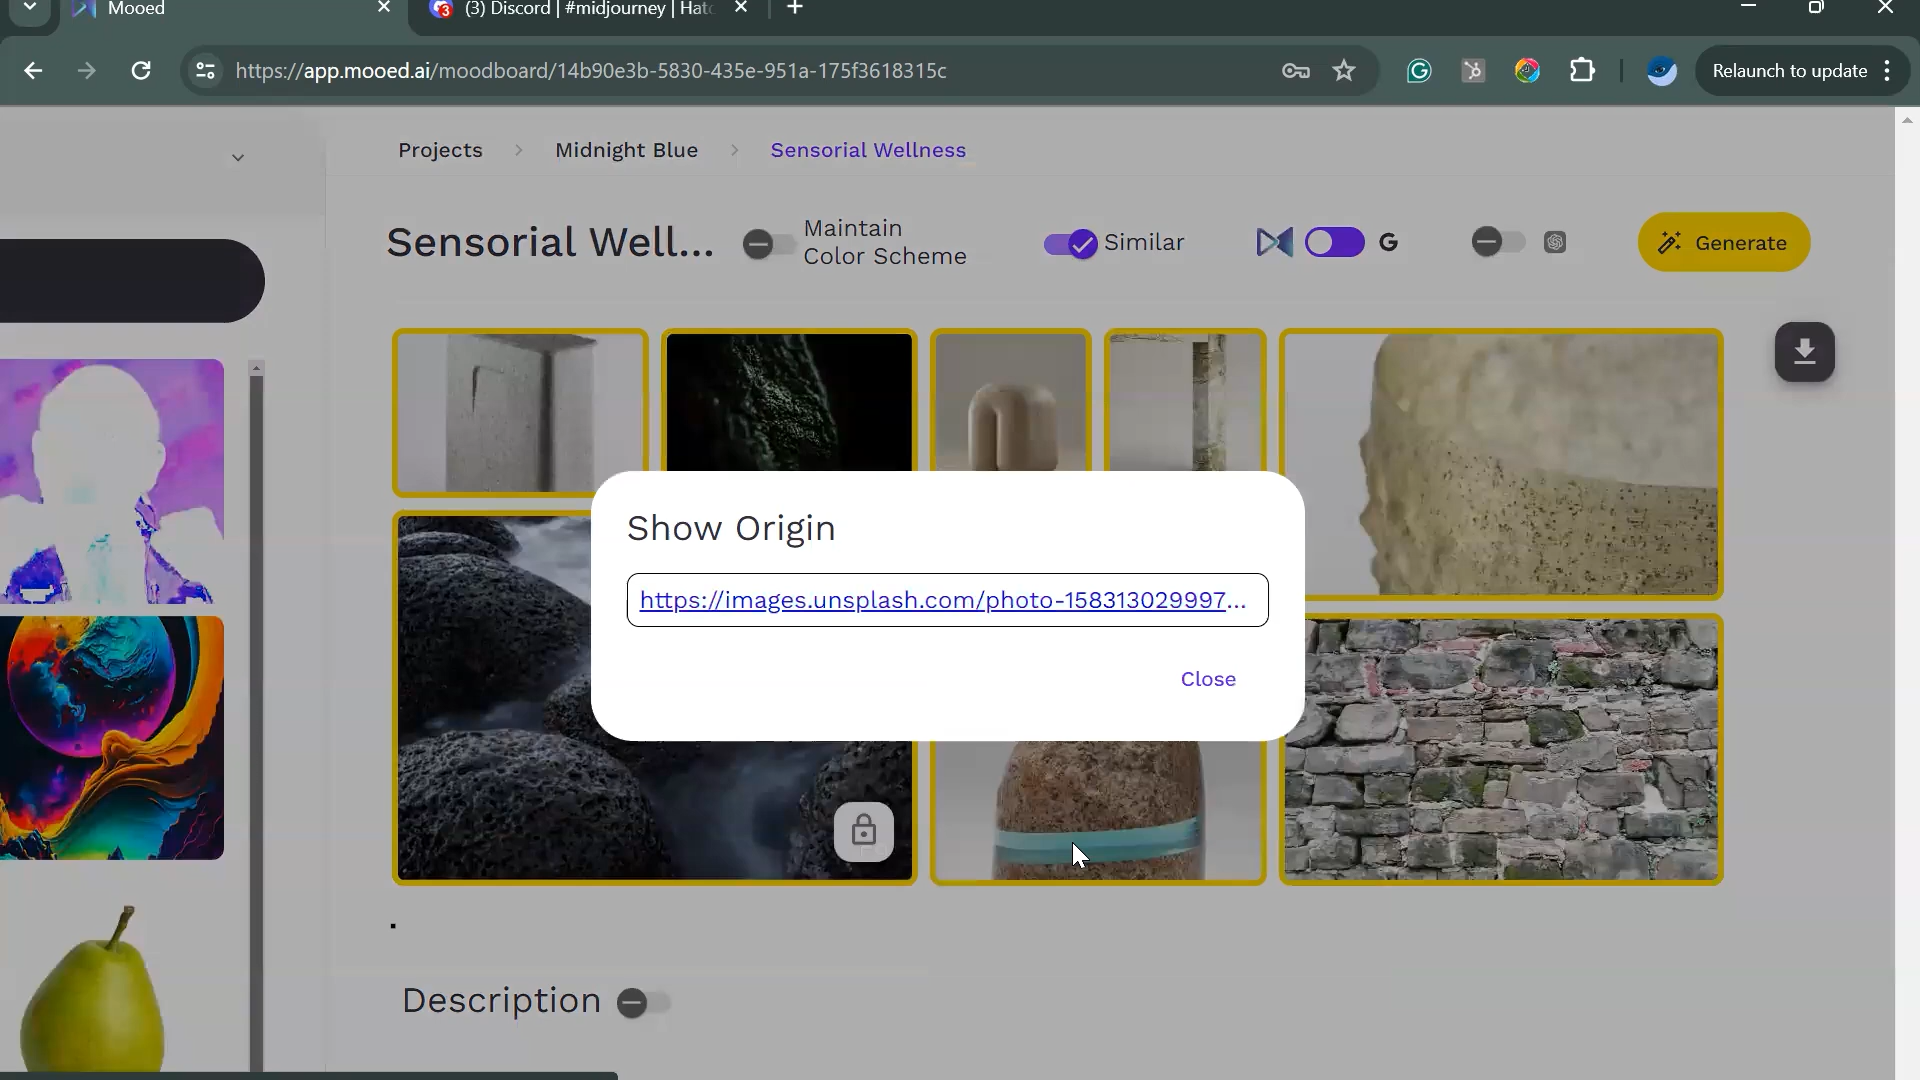 Mooed
(3) Discord | #midjourney | Hatc
https://app.mooed.ai/moodboard/14b90e3b-5830-435e-951a-175f3618315c
Relaunch to update
Projects > Midnight Blue > Sensorial Wellness
Sensorial Well...
Maintain
Color Scheme
Similar
G
Generate
Show Origin
https://images.unsplash.com/photo-158313029997...
Close
.
Description